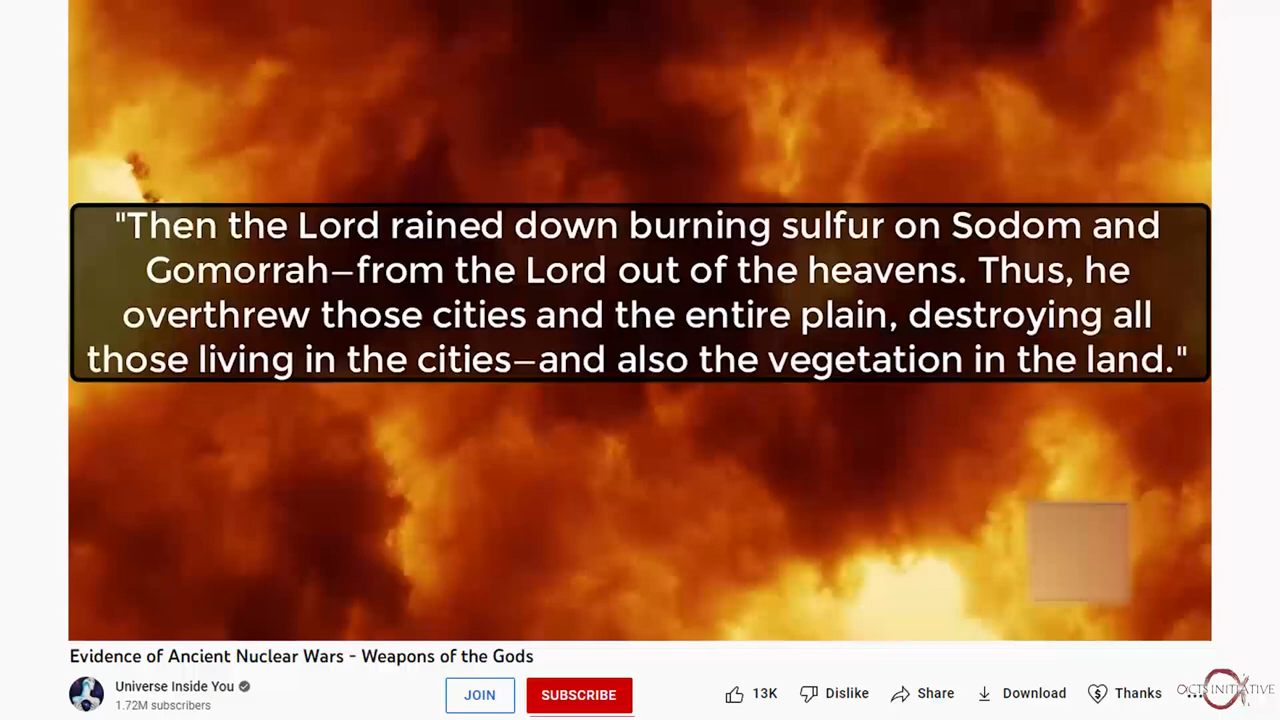 "Then the Lord rained down burning sulfur on Sodom and
Gomorrah—from the Lord out of the heavens. Thus, he
overthrew those cities and the entire plain, destroying all
those living in the cities—and also the vegetation in the land."
Evidence of Ancient Nuclear Wars - Weapons of the Gods
Universe Inside You
1.72M subscribers
JOIN
SUBSCRIBE
13K
Dislike
Share
Download
Thanks
ACTS INITIATIVE